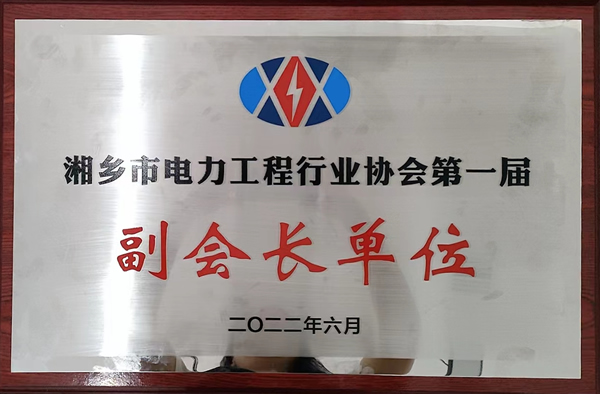 湘乡市电力工程行业协会第一届
副会长单位
二〇二二年六月